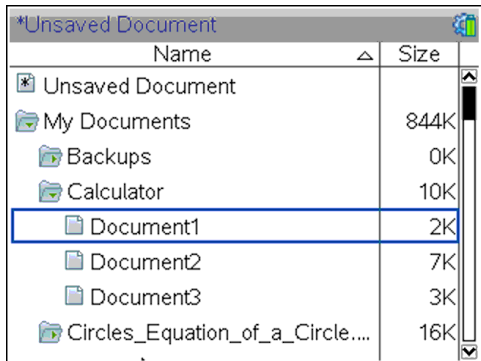 *Unsaved Document
Name Size
Unsaved Document
My Documents 844K
Backups 0K
Calculator 10K
Document1 2K
Document2 7K
Document3 3K
Circles_Equation_of_a_Circle.... 16K